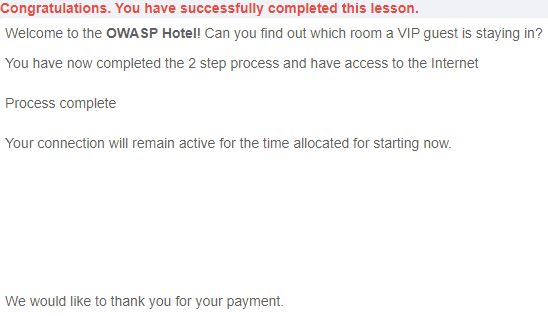 Congratulations. You have successfully completed this lesson.
Welcome to the OWASP Hotel! Can you find out which room a VIP guest is staying in?
You have now completed the 2 step process and have access to the Internet
Process complete
Your connection will remain active for the time allocated for starting now.
We would like to thank you for your payment.